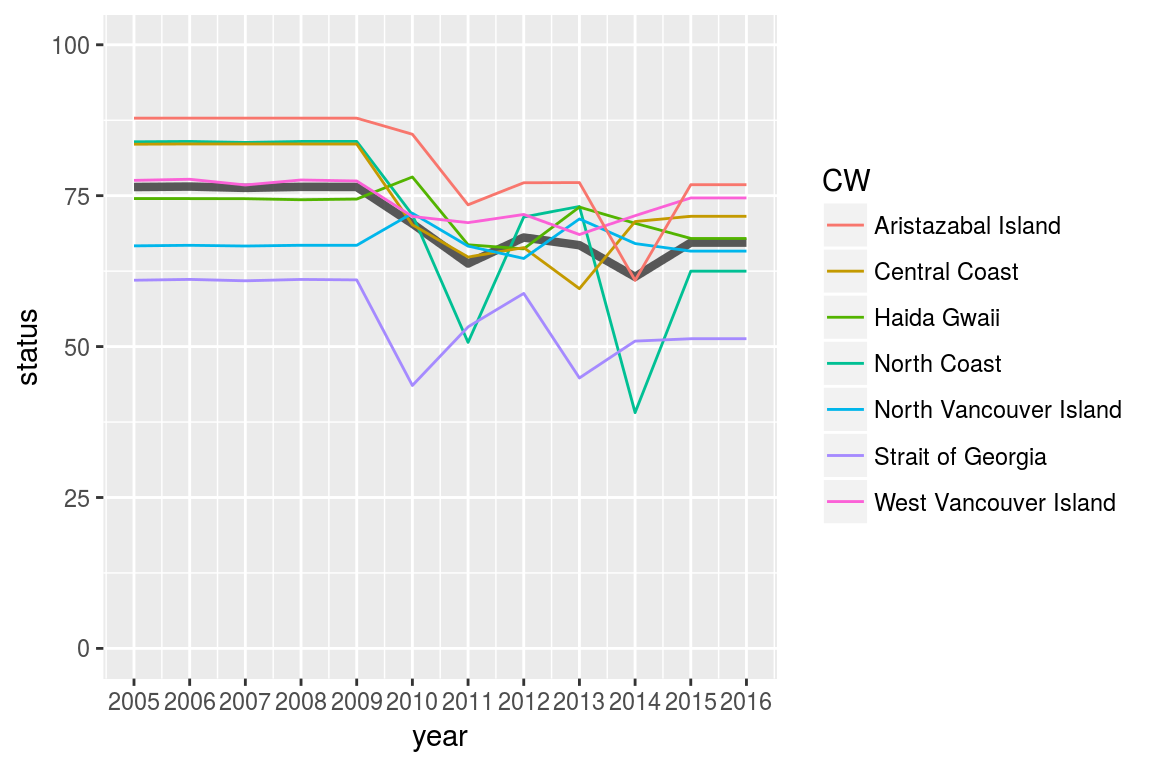 100
75
50
25
0
status
2005 2006 2007 2008 2009 2010 2011 2012 2013 2014 2015 2016
year
CW
Aristazabal Island
Central Coast
Haida Gwaii
North Coast
North Vancouver Island
Strait of Georgia
West Vancouver Island